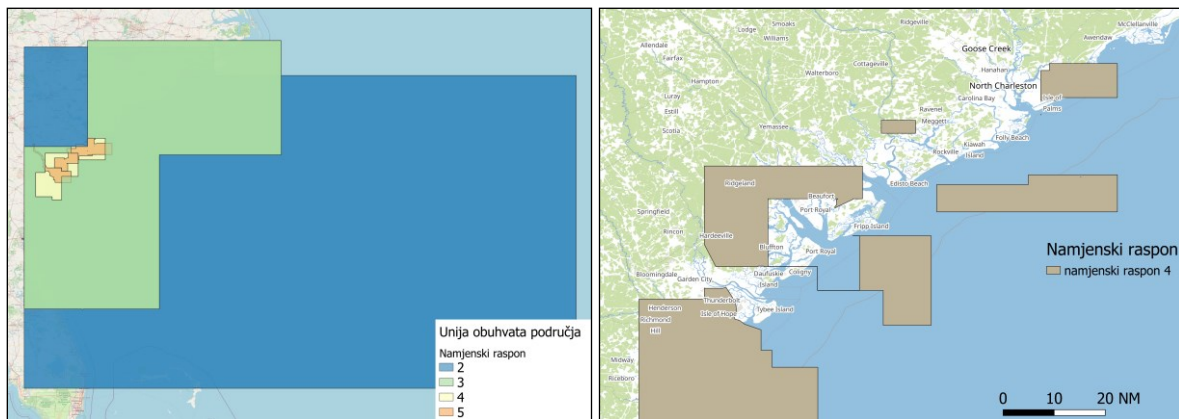 Unija obuhvata područja
Namjenski raspon
2
3
4
5
McClellanville
Smoaks
Ridgeville
Lodge
Williams
Awendaw
Allendale
Fairfax
Cottageville
Goose Creek
Hanahan
Hampton
Walterboro
North Charleston
Luray
Estill
Carolina Bay
Isle of
Palms
Ravenel
Scotia
Meggett
Yemassee
Folly Beach
Rockville
Kiawah
Island
Ridgeland
Beaufort
Edisto Beach
Port Royal
Springfield
Fripp Island
Rincon
Hardeeville
Bluffton
Port Royal
Namjenski raspon
namjenski raspon 4
Bloomingdale
Daufuskie
Island
Coligny
Garden City
Henderson
Thunderbolt
Isle of Hope
Tybee Island
Richmond
Hill
Midway
Riceboro
0 10 20 NM